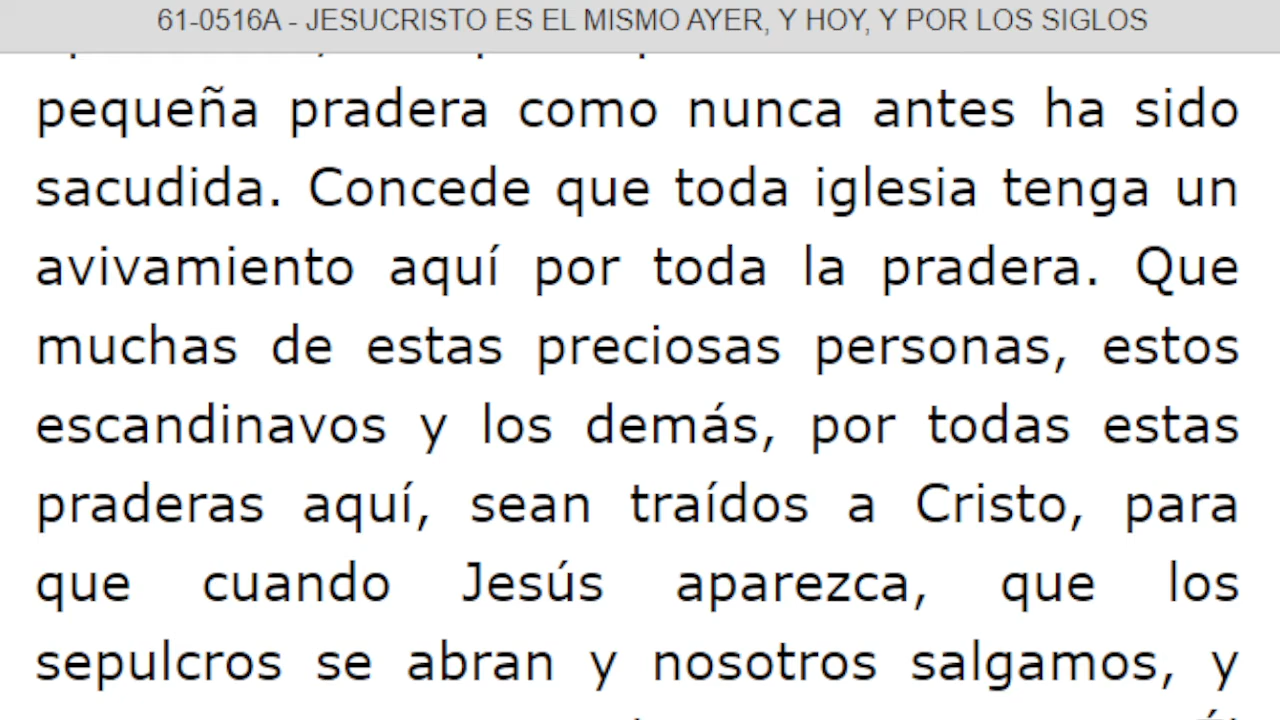 61-0516A - JESUCRISTO ES EL MISMO AYER, Y HOY, Y POR LOS SIGLOS
pequeña pradera como nunca antes ha sido
sacudida. Concede que toda iglesia tenga un
avivamiento aquí por toda la pradera. Que
muchas de estas preciosas personas, estos
escandinavos y los demás, por todas estas
praderas aquí, sean traídos a Cristo, para
que cuando Jesús aparezca, que los
sepulcros se abran y nosotros salgamos, y